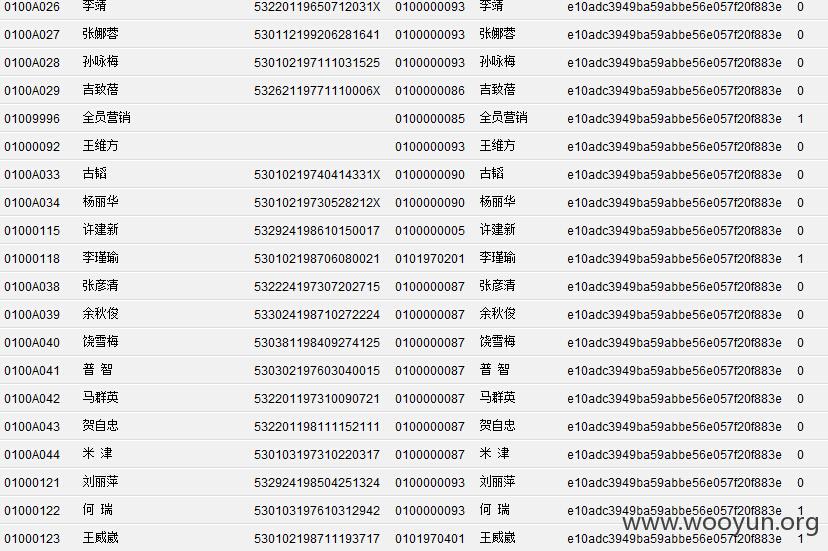 0100A026 李靖 53220119650712031X 0100000093 李靖 e10adc3949ba59abbe56e057f20f883e 0
0100A027 张娜蓉 530112199206281641 0100000093 张娜蓉 e10adc3949ba59abbe56e057f20f883e 0
0100A028 孙咏梅 530102197111031525 0100000093 孙咏梅 e10adc3949ba59abbe56e057f20f883e 0
0100A029 吉致蓓 53262119771110006X 0100000086 吉致蓓 e10adc3949ba59abbe56e057f20f883e 0
01009996 全员营销 0100000085 全员营销 e10adc3949ba59abbe56e057f20f883e 1
01000092 王维方 0100000093 王维方 e10adc3949ba59abbe56e057f20f883e 0
0100A033 古韬 53010219740414331X 0100000090 古韬 e10adc3949ba59abbe56e057f20f883e 0
0100A034 杨丽华 53010219730528212X 0100000090 杨丽华 e10adc3949ba59abbe56e057f20f883e 0
01000115 许建新 532924198610150017 0100000005 许建新 e10adc3949ba59abbe56e057f20f883e 0
01000118 李瑾瑜 530102198706080021 0101970201 李瑾瑜 e10adc3949ba59abbe56e057f20f883e 1
0100A038 张彦清 532224197307202715 0100000087 张彦清 e10adc3949ba59abbe56e057f20f883e 0
0100A039 余秋俊 533024198710272224 0100000087 余秋俊 e10adc3949ba59abbe56e057f20f883e 0
0100A040 饶雪梅 530381198409274125 0100000087 饶雪梅 e10adc3949ba59abbe56e057f20f883e 0
0100A041 普 智 530302197603040015 0100000087 普 智 e10adc3949ba59abbe56e057f20f883e 0
0100A042 马群英 532201197310090721 0100000087 马群英 e10adc3949ba59abbe56e057f20f883e 0
0100A043 贺自忠 532201198111152111 0100000087 贺自忠 e10adc3949ba59abbe56e057f20f883e 0
0100A044 米 津 530103197310220317 0100000087 米 津 e10adc3949ba59abbe56e057f20f883e 0
01000121 刘丽萍 532924198504251324 0100000093 刘丽萍 e10adc3949ba59abbe56e057f20f883e 0
01000122 何 瑞 530103197610312942 0100000093 何 瑞 e10adc3949ba59abbe56e057f20f883e 1
www.wooyun.org
01000123 王威崴 530102198711193717 0101970401 王威崴 e10adc3949ba59abbe56e057f20f883e 1